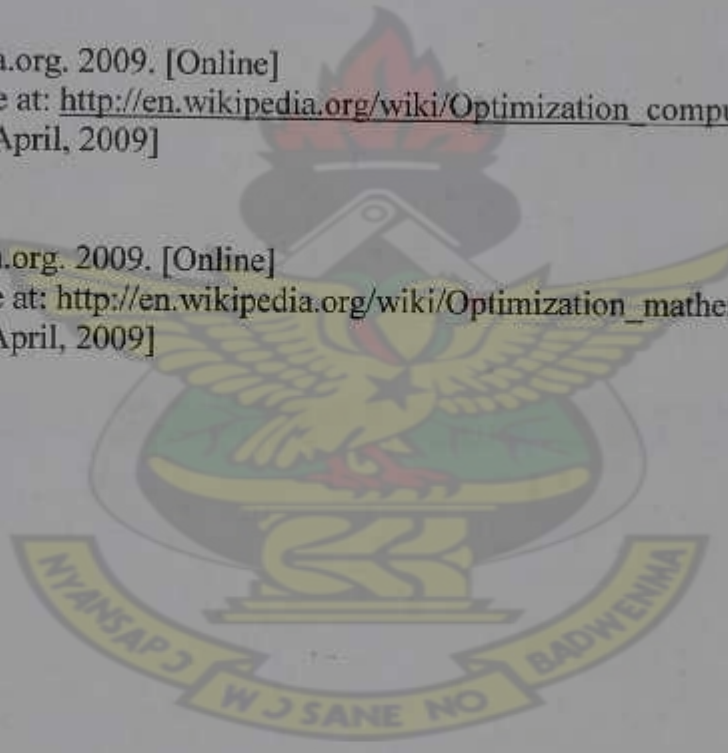 a.org. 2009. [Online]
e at: http://en.wikipedia.org/wiki/Optimization_compu
April, 2009]
a.org. 2009. [Online]
e at: http://en.wikipedia.org/wiki/Optimization_mathe
April, 2009]
NYANSAPƆ WƆSANE NO BADWENMA